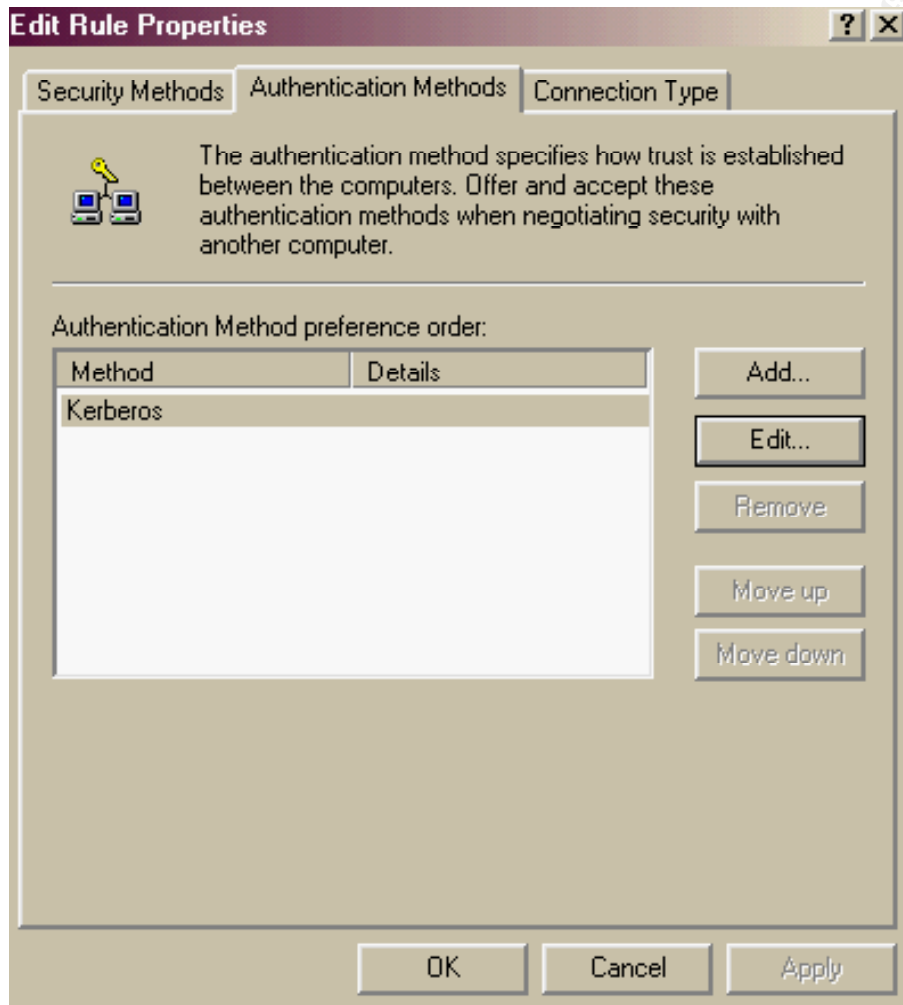 Edit Rule Properties
? X
Security Methods
Authentication Methods
Connection Type
The authentication method specifies how trust is established
between the computers. Offer and accept these
authentication methods when negotiating security with
another computer.
Authentication Method preference order:
Method Details
Kerberos
Add...
Edit...
Remove
Move up
Move down
OK
Cancel
Apply